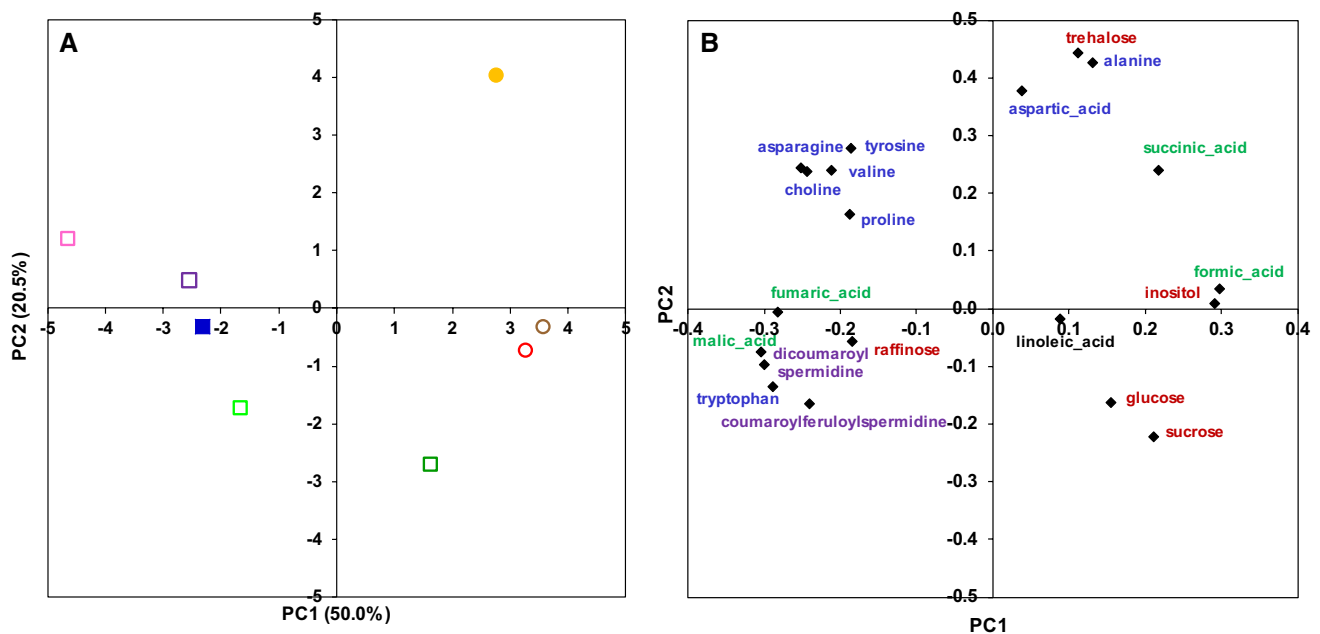 A
5
4
3
2
1
0
-5 -4 -3 -2 -1 0 1 2 3 4 5
-1
-2
-3
-4
-5
PC2 (20.5%)
PC1 (50.0%)
B
0.5
trehalose
alanine
0.4
aspartic_acid
0.3
asparagine tyrosine
succinic_acid
valine
choline
0.2
proline
0.1
formic_acid
fumaric_acid
inositol
PC2
0.0
-0.4 -0.3 -0.2 -0.1 0.0 0.1 0.2 0.3 0.4
malic_acid
linoleic_acid
raffinose
dicoumaroyl
spermidine
-0.1
tryptophan
glucose
coumaroylferuloylspermidine
-0.2
sucrose
-0.3
-0.4
-0.5
PC1